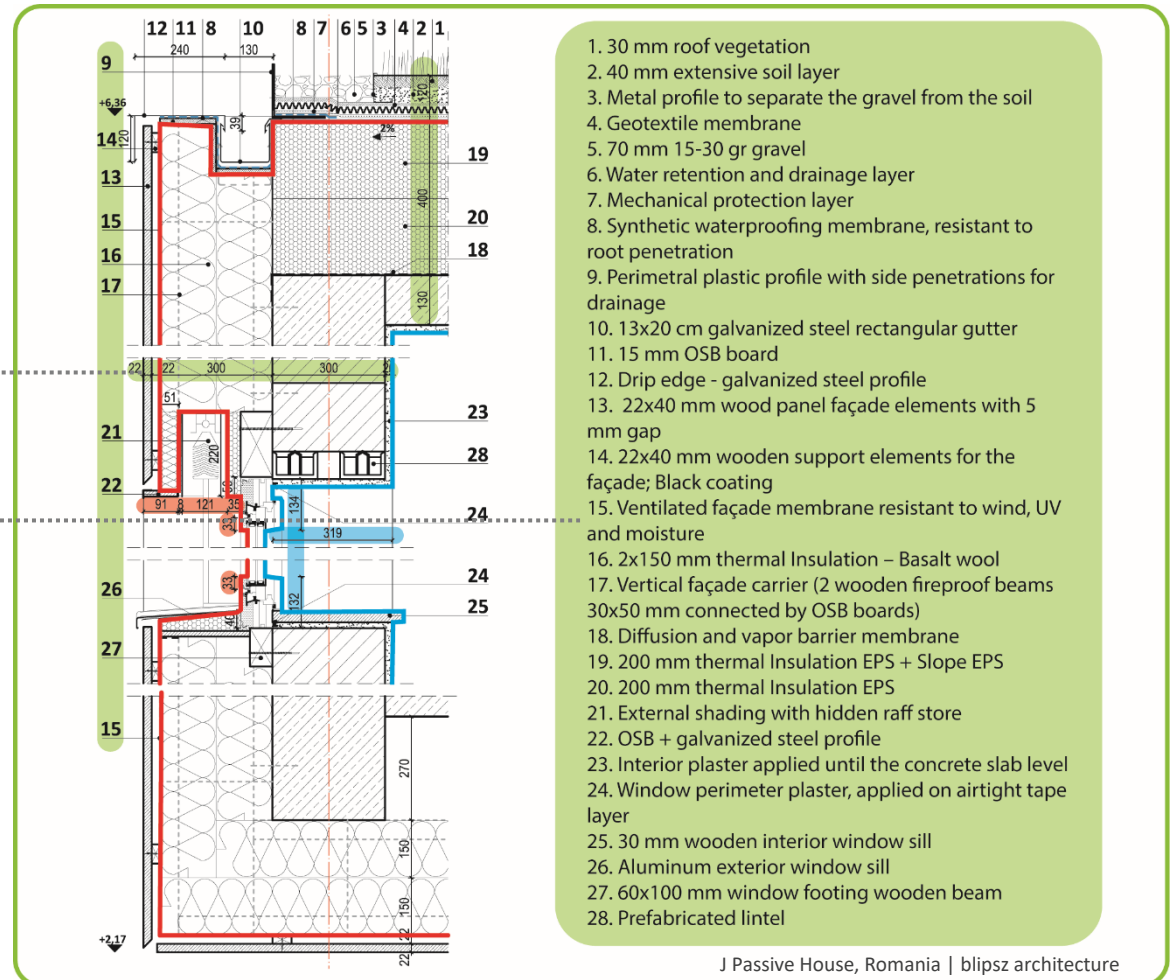 12 11 8 10 8 7 6 5 3 4 2 1
240 130
9
120
+6,36
39
2%
120
14
19
13
400
15
20
16
18
17
130
22 22 300 300
51
23
21
220
28
22
91 8 121 35
134
33
24
319
33
24
26
132
25
40
27
15
270
150
150
+2,17
22
22
1. 30 mm roof vegetation
2. 40 mm extensive soil layer
3. Metal profile to separate the gravel from the soil
4. Geotextile membrane
5. 70 mm 15-30 gr gravel
6. Water retention and drainage layer
7. Mechanical protection layer
8. Synthetic waterproofing membrane, resistant to
root penetration
9. Perimetral plastic profile with side penetrations for
drainage
10. 13x20 cm galvanized steel rectangular gutter
11. 15 mm OSB board
12. Drip edge - galvanized steel profile
13. 22x40 mm wood panel façade elements with 5
mm gap
14. 22x40 mm wooden support elements for the
façade; Black coating
15. Ventilated façade membrane resistant to wind, UV
and moisture
16. 2x150 mm thermal Insulation – Basalt wool
17. Vertical façade carrier (2 wooden fireproof beams
30x50 mm connected by OSB boards)
18. Diffusion and vapor barrier membrane
19. 200 mm thermal Insulation EPS + Slope EPS
20. 200 mm thermal Insulation EPS
21. External shading with hidden raff store
22. OSB + galvanized steel profile
23. Interior plaster applied until the concrete slab level
24. Window perimeter plaster, applied on airtight tape
layer
25. 30 mm wooden interior window sill
26. Aluminum exterior window sill
27. 60x100 mm window footing wooden beam
28. Prefabricated lintel
J Passive House, Romania | blipsz architecture